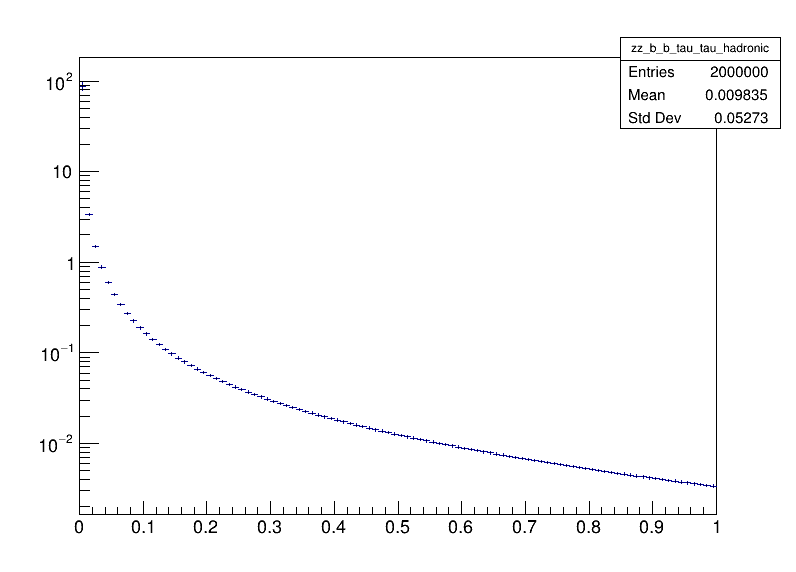 zz_b_b_tau_tau_hadronic
Entries 2000000
Mean 0.009835
Std Dev 0.05273
10²
10
1
10⁻¹
10⁻²
0 0.1 0.2 0.3 0.4 0.5 0.6 0.7 0.8 0.9 1